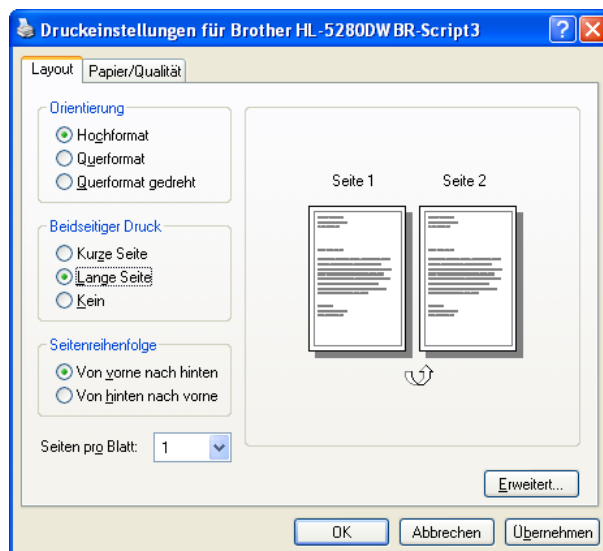 Druckeinstellungen für Brother HL-5280DW BR-Script3
Layout
Papier/Qualität
Orientierung
Hochformat
Querformat
Querformat gedreht
Beidseitiger Druck
Kurze Seite
Lange Seite
Kein
Seitenreihenfolge
Von vorne nach hinten
Von hinten nach vorne
Seiten pro Blatt: 1
Seite 1
Seite 2
Erweitert...
OK
Abbrechen
Übernehmen